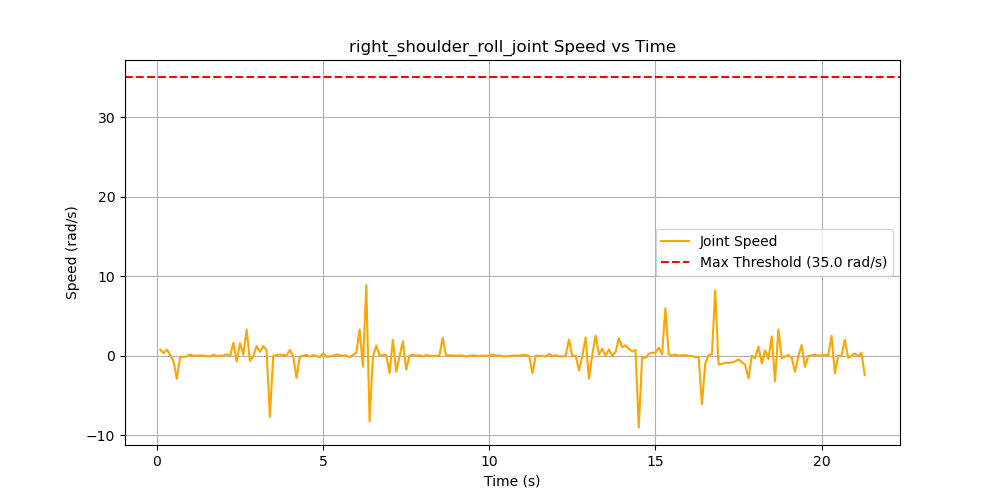 right_shoulder_roll_joint Speed vs Time
Speed (rad/s)
30
20
10
0
−10
Joint Speed
Max Threshold (35.0 rad/s)
0
5
10
15
20
Time (s)